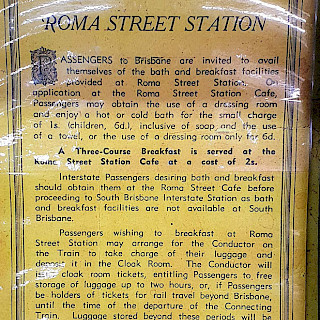 ROMA STREET STATION
PASSENGERS to Brisbane are invited to avail
themselves of the bath and breakfast facilities
provided at Roma Street Station. On
application at the Roma Street Station Cafe,
Passengers may obtain the use of a dressing room
and enjoy a hot or cold bath for the small charge
of 1s. (children, 6d.), inclusive of soap and the use
of a towel, or the use of a dressing room only for 6d.
A Three-Course Breakfast is served at the
Roma Street Station Cafe at a cost of 2s.
Interstate Passengers desiring bath and breakfast
should obtain them at the Roma Street Cafe before
proceeding to South Brisbane Interstate Station as bath
and breakfast facilities are not available at South
Brisbane.
Passengers wishing to breakfast at Roma
Street Station may arrange for the Conductor on
the Train to take charge of their luggage and
deposit it in the Cloak Room. The Conductor will
issue cloak room tickets, entitling Passengers to free
storage of luggage up to two hours, or, if Passengers
be holders of tickets for rail travel beyond Brisbane,
until the time of departure of the Connecting
Train. Luggage stored beyond these periods will be